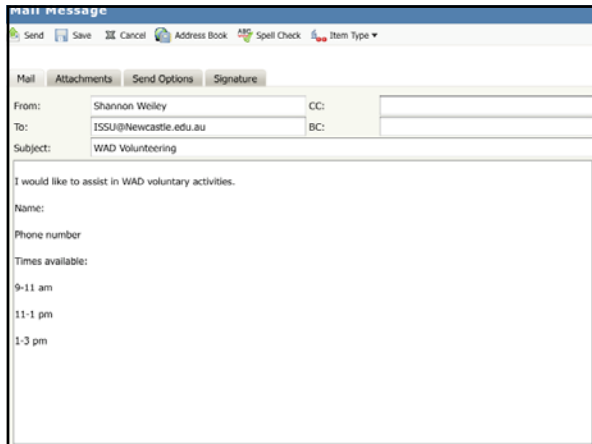 Mail Message
Send Save Cancel Address Book ABC Spell Check Item Type
Mail Attachments Send Options Signature
From: Shannon Weiley CC:
To: ISSU@Newcastle.edu.au BC:
Subject: WAD Volunteering
I would like to assist in WAD voluntary activities.
Name:
Phone number
Times available:
9-11 am
11-1 pm
1-3 pm